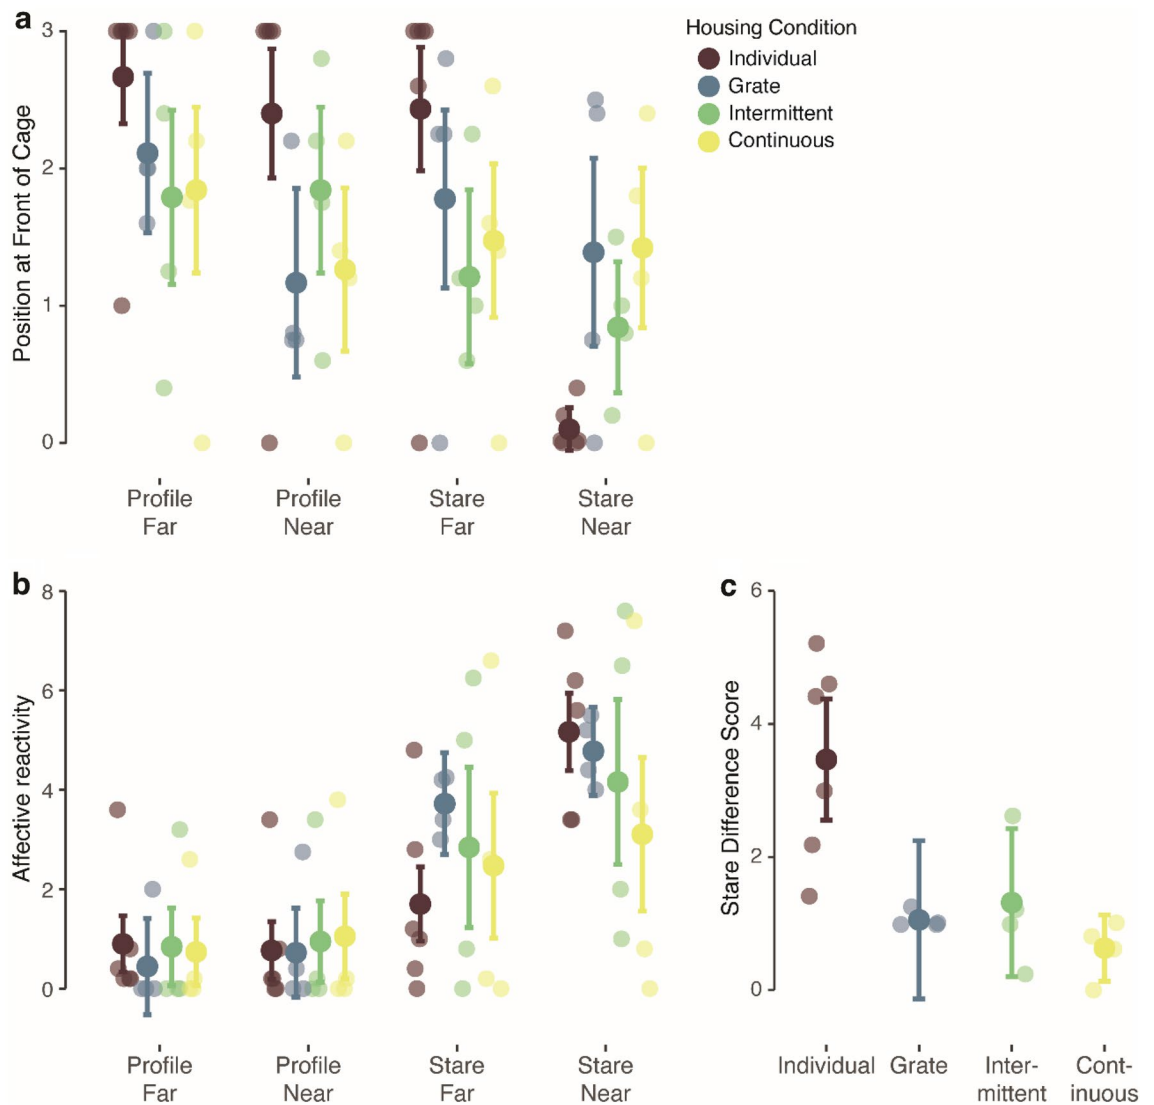 a
Position at Front of Cage
3
2
1
0
Profile
Far
Profile
Near
Stare
Far
Stare
Near
Housing Condition
Individual
Grate
Intermittent
Continuous
b
Affective reactivity
8
6
4
2
0
Profile
Far
Profile
Near
Stare
Far
Stare
Near
c
Stare Difference Score
6
4
2
0
Individual
Grate
Inter-
mittent
Cont-
inuous